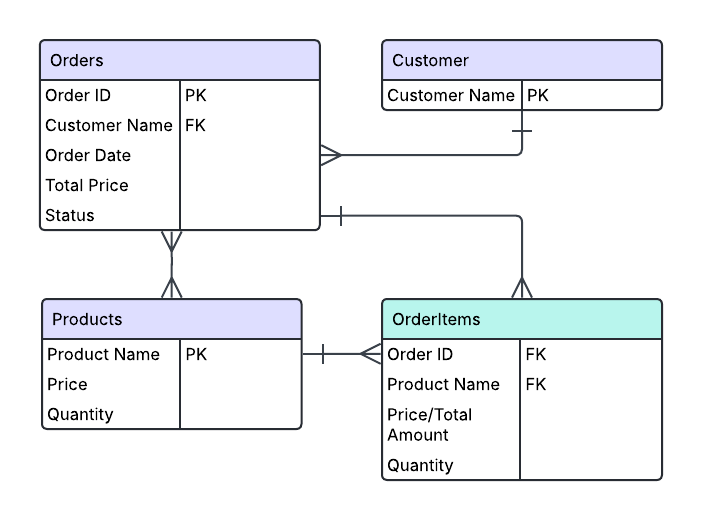 Orders
Order ID PK
Customer Name FK
Order Date
Total Price
Status
Customer
Customer Name PK
Products
Product Name PK
Price
Quantity
OrderItems
Order ID FK
Product Name FK
Price/Total
Amount
Quantity